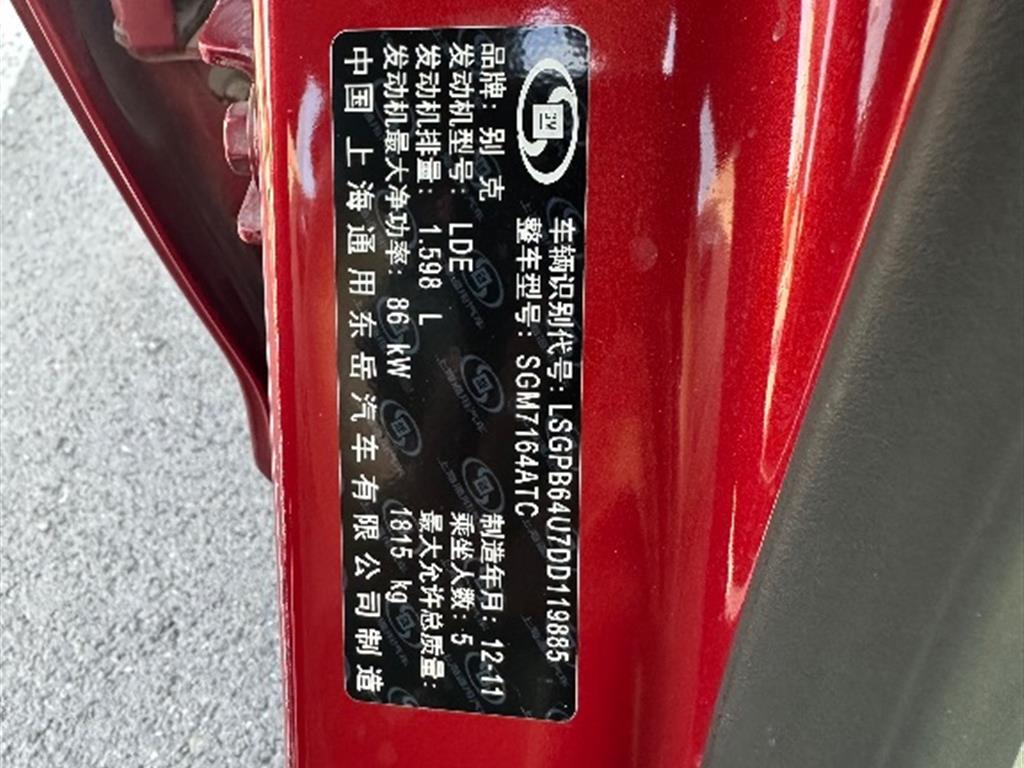 GM
车辆识别代号: LSGPB64U7DD119885
整车型号: SGM7164ATC
品牌: 别克 制造年月: 12-11
发动机型号: LDE 乘坐人数: 5
发动机排量: 1.598 L 最大允许总质量:
发动机最大净功率: 86 kW 1815 kg
中国 上海通用东岳汽车有限公司制造